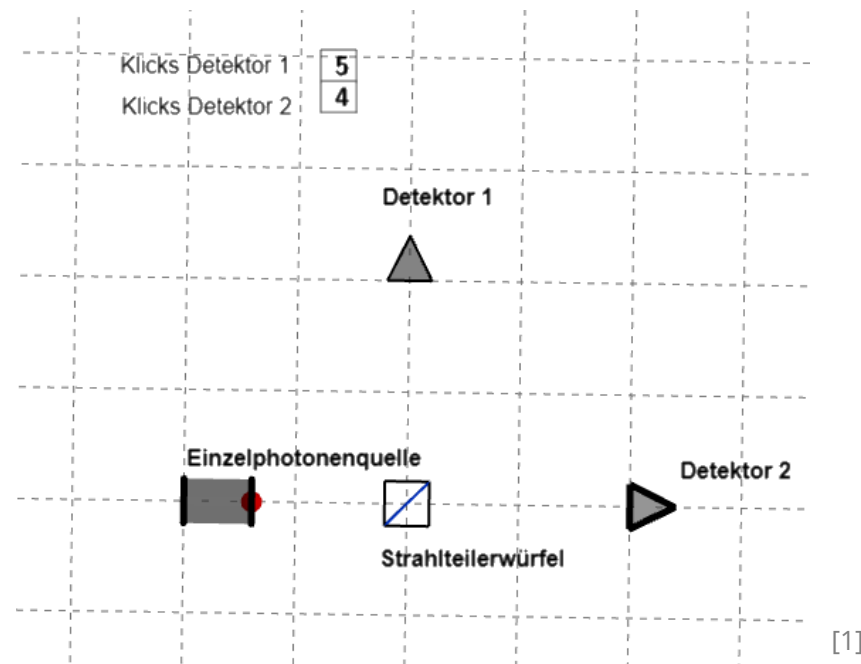 Klicks Detektor 1 5
Klicks Detektor 2 4
Detektor 1
Einzelphotonenquelle
Detektor 2
Strahlteilerwürfel
[1]